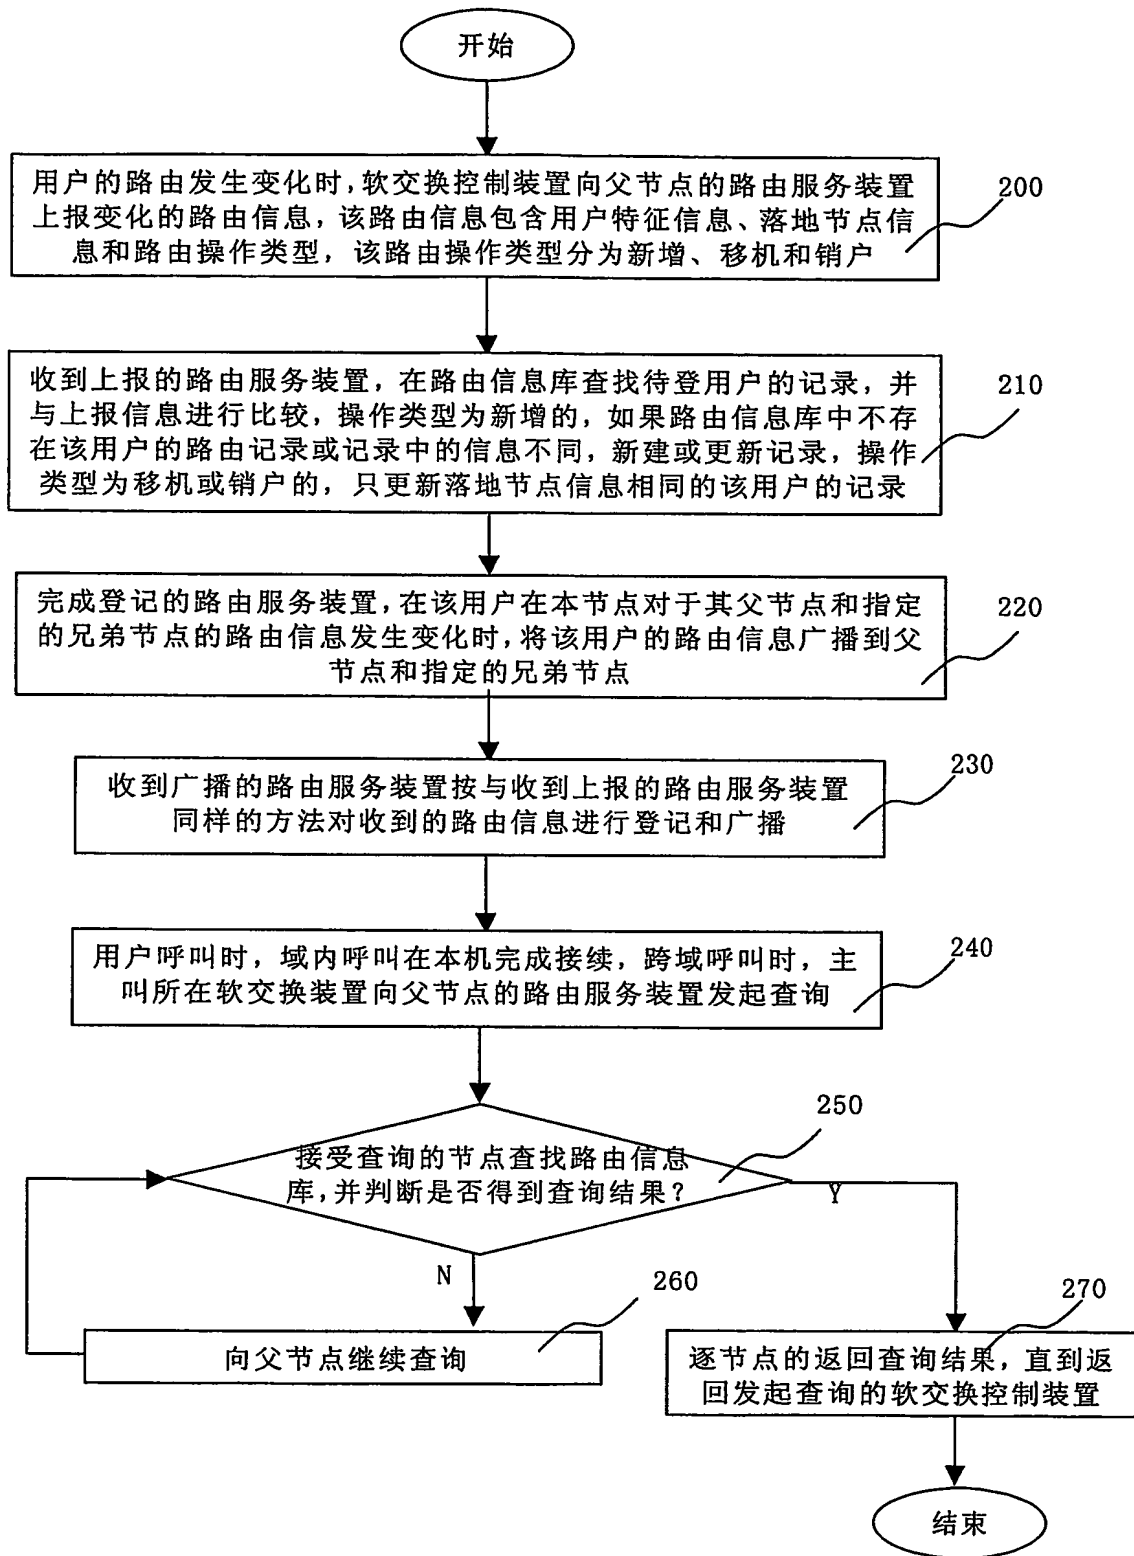 开始
用户的路由发生变化时，软交换控制装置向父节点的路由服务装置
上报变化的路由信息，该路由信息包含用户特征信息、落地节点信
息和路由操作类型，该路由操作类型分为新增、移机和销户
200
收到上报的路由服务装置，在路由信息库查找待登用户的记录，并
与上报信息进行比较，操作类型为新增的，如果路由信息库中不存
在该用户的路由记录或记录中的信息不同，新建或更新记录，操作
类型为移机或销户的，只更新落地节点信息相同的该用户的记录
210
完成登记的路由服务装置，在该用户在本节点对于其父节点和指定
的兄弟节点的路由信息发生变化时，将该用户的路由信息广播到父
节点和指定的兄弟节点
220
收到广播的路由服务装置按与收到上报的路由服务装置
同样的方法对收到的路由信息进行登记和广播
230
用户呼叫时，域内呼叫在本机完成接续，跨域呼叫时，主
叫所在软交换装置向父节点的路由服务装置发起查询
240
接受查询的节点查找路由信息
库，并判断是否得到查询结果？
250
Y
N
向父节点继续查询
260
逐节点的返回查询结果，直到返
回发起查询的软交换控制装置
270
结束